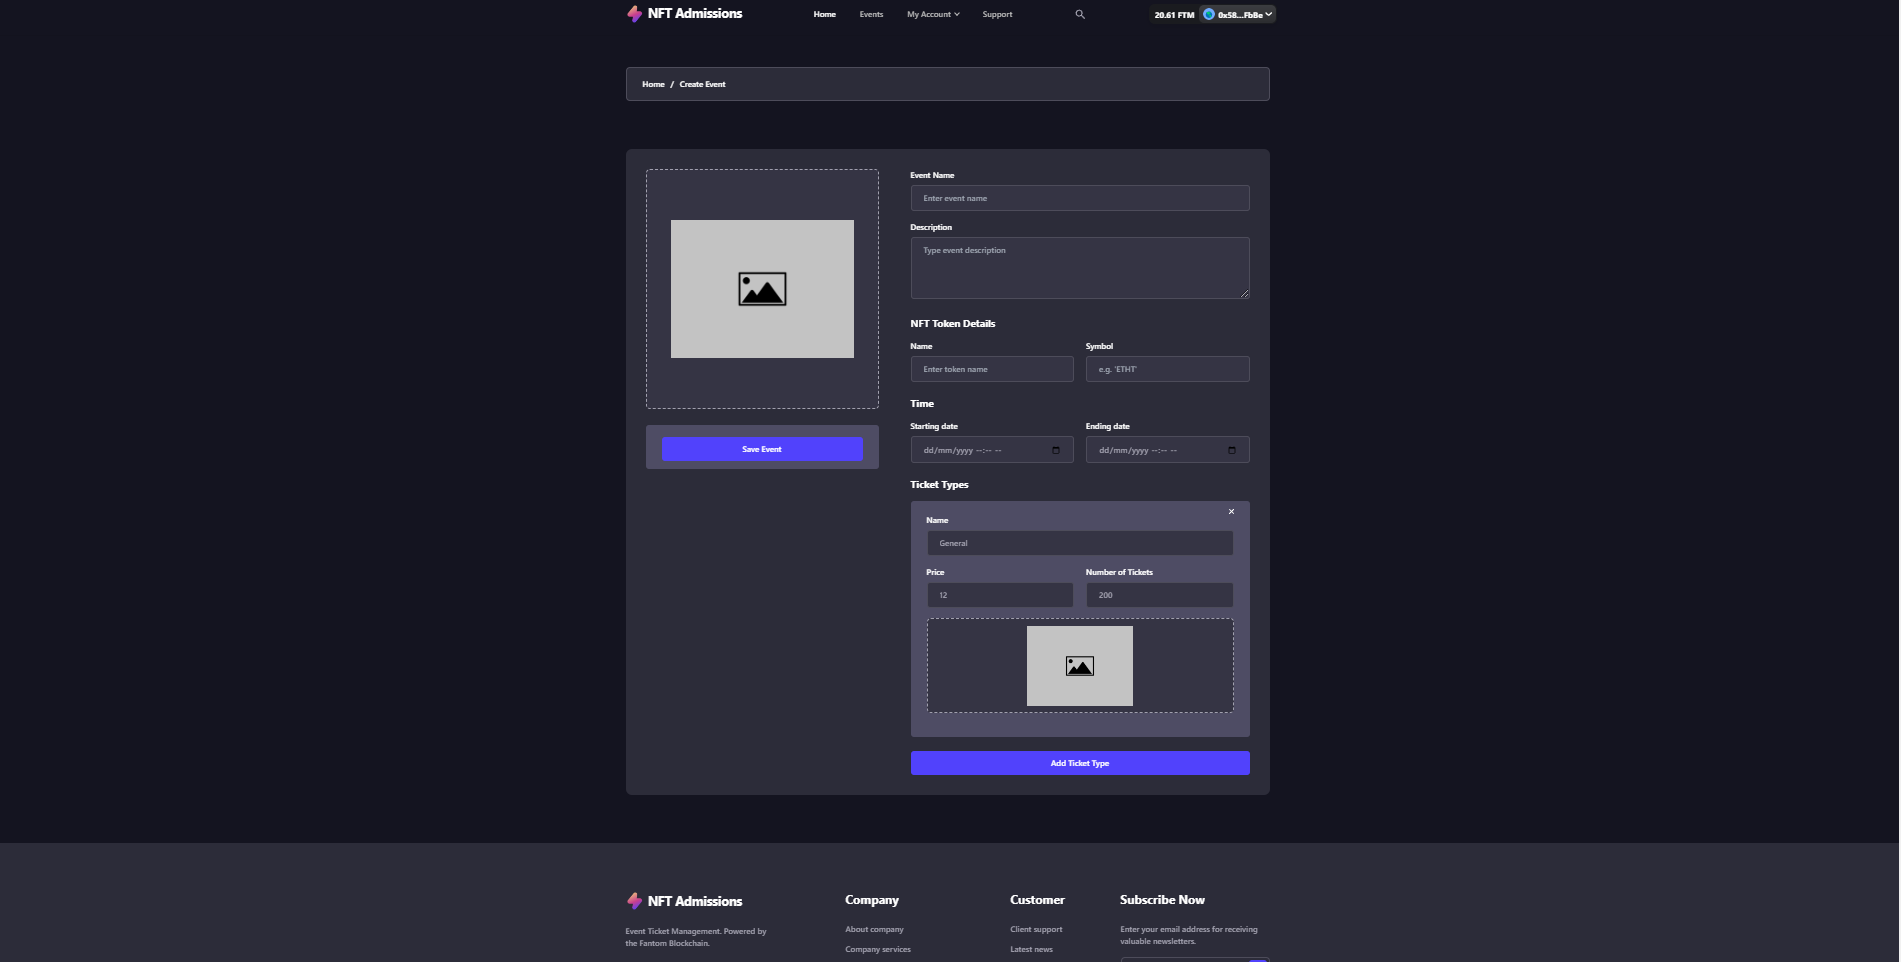 NFT Admissions
Home
Events
My Account
Support
20.61 FTM
0x58...FbBe
Home / Create Event
Event Name
Enter event name
Description
Type event description
NFT Token Details
Name
Symbol
Enter token name
e.g. 'ETHT'
Time
Starting date
Ending date
dd/mm/yyyy --:-- --
dd/mm/yyyy --:-- --
Save Event
Ticket Types
Name
General
Price
Number of Tickets
12
200
Add Ticket Type
NFT Admissions
Event Ticket Management. Powered by
the Fantom Blockchain.
Company
About company
Company services
Customer
Client support
Latest news
Subscribe Now
Enter your email address for receiving
valuable newsletters.